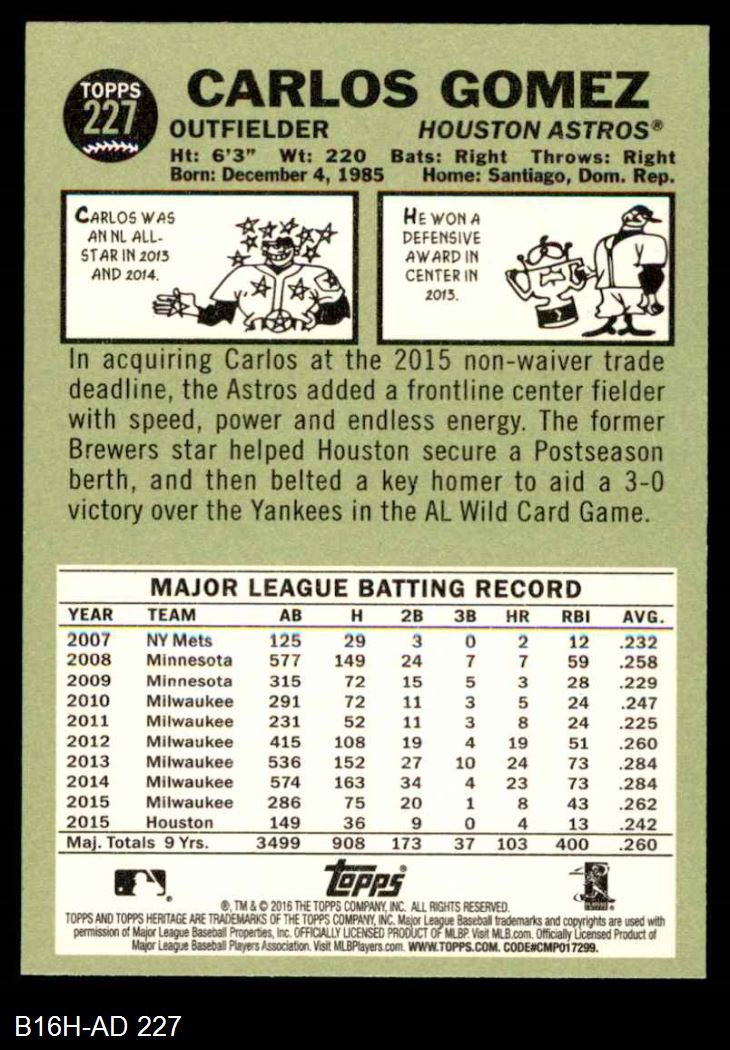 TOPPS
227
CARLOS GOMEZ
OUTFIELDER HOUSTON ASTROS®
Ht: 6'3" Wt: 220 Bats: Right Throws: Right
Born: December 4, 1985 Home: Santiago, Dom. Rep.
CARLOS WAS
AN NL ALL-
STAR IN 2013
AND 2014.
HE WON A
DEFENSIVE
AWARD IN
CENTER IN
2013.
In acquiring Carlos at the 2015 non-waiver trade
deadline, the Astros added a frontline center fielder
with speed, power and endless energy. The former
Brewers star helped Houston secure a Postseason
berth, and then belted a key homer to aid a 3-0
victory over the Yankees in the AL Wild Card Game.
MAJOR LEAGUE BATTING RECORD
YEAR TEAM AB H 2B 3B HR RBI AVG.
2007 NY Mets 125 29 3 0 2 12 .232
2008 Minnesota 577 149 24 7 7 59 .258
2009 Minnesota 315 72 15 5 3 28 .229
2010 Milwaukee 291 72 11 3 5 24 .247
2011 Milwaukee 231 52 11 3 8 24 .225
2012 Milwaukee 415 108 19 4 19 51 .260
2013 Milwaukee 536 152 27 10 24 73 .284
2014 Milwaukee 574 163 34 4 23 73 .284
2015 Milwaukee 286 75 20 1 8 43 .262
2015 Houston 149 36 9 0 4 13 .242
Maj. Totals 9 Yrs. 3499 908 173 37 103 400 .260
topps®
®, TM & © 2016 THE TOPPS COMPANY, INC. ALL RIGHTS RESERVED.
TOPPS AND TOPPS HERITAGE ARE TRADEMARKS OF THE TOPPS COMPANY, INC. Major League Baseball trademarks and copyrights are used with
permission of Major League Baseball Properties, Inc. OFFICIALLY LICENSED PRODUCT OF MLBP. Visit MLB.com. Officially Licensed Product of
Major League Baseball Players Association. Visit MLBPlayers.com. WWW.TOPPS.COM. CODE#CMP017299.
B16H-AD 227